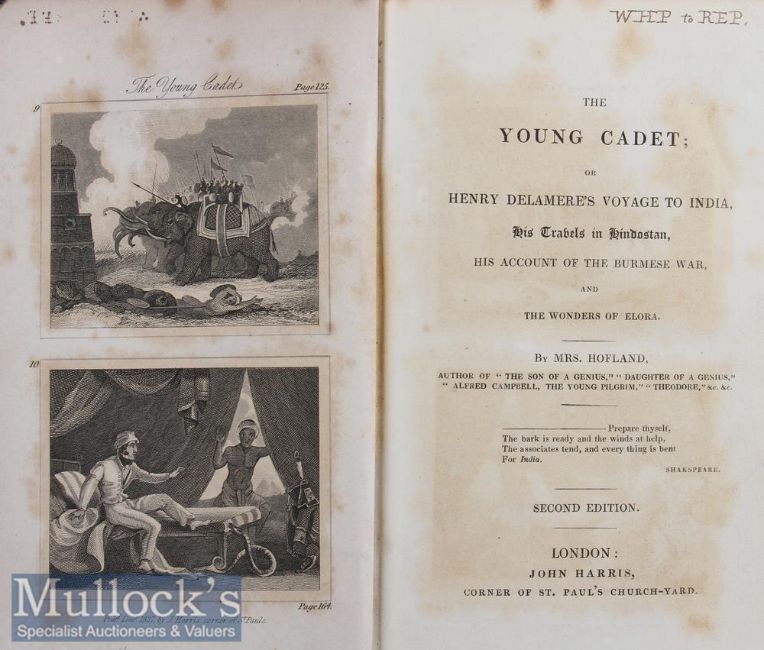 The Young Cadet
Page 125.
9
10
Page 164.
by J. Harris corner of St. Pauls.
Mullock's
Specialist Auctioneers & Valuers
WHP to REP.
THE
YOUNG CADET;
OR
HENRY DELAMERE'S VOYAGE TO INDIA,
His Travels in Hindostan,
HIS ACCOUNT OF THE BURMESE WAR,
AND
THE WONDERS OF ELORA.
By MRS. HOFLAND,
AUTHOR OF "THE SON OF A GENIUS," "DAUGHTER OF A GENIUS,"
"ALFRED CAMPBELL, THE YOUNG PILGRIM," "THEODORE," &c. &c.
Prepare thyself,
The bark is ready and the winds at help,
The associates tend, and every thing is bent
For India.
SHAKSPEARE.
SECOND EDITION.
LONDON:
JOHN HARRIS,
CORNER OF ST. PAUL'S CHURCH-YARD.